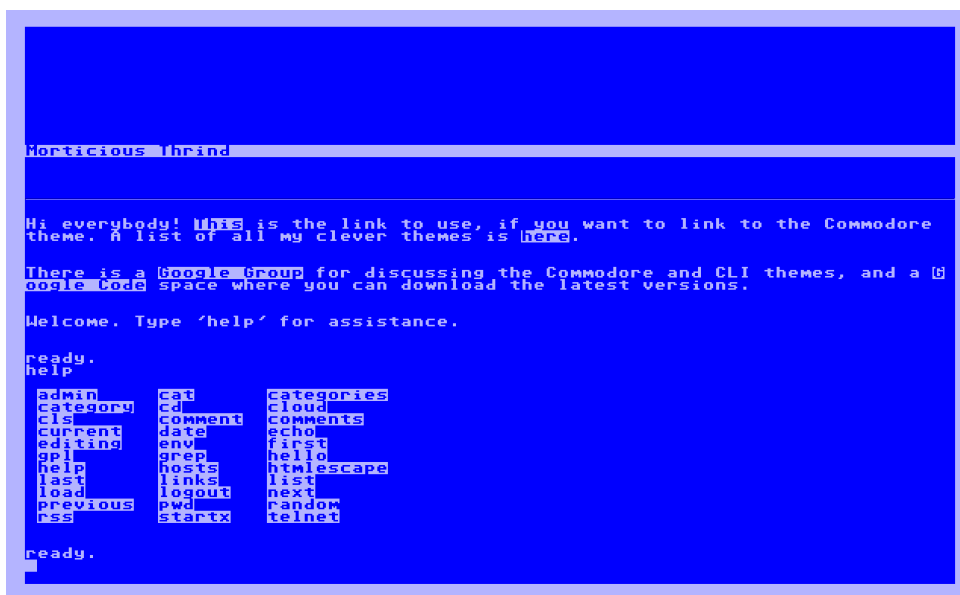 Morticious Thrind
Hi everybody! This is the link to use, if you want to link to the Commodore
theme. A list of all my clever themes is here.
There is a Google Group for discussing the Commodore and CLI themes, and a G
oogle Code space where you can download the latest versions.
Welcome. Type 'help' for assistance.
ready.
help
admin cat categories
category cd cloud
cls comment comments
current date echo
editing env first
gpl grep hello
help hosts htmlescape
last links list
load logout next
previous pwd random
rss startx telnet
ready.